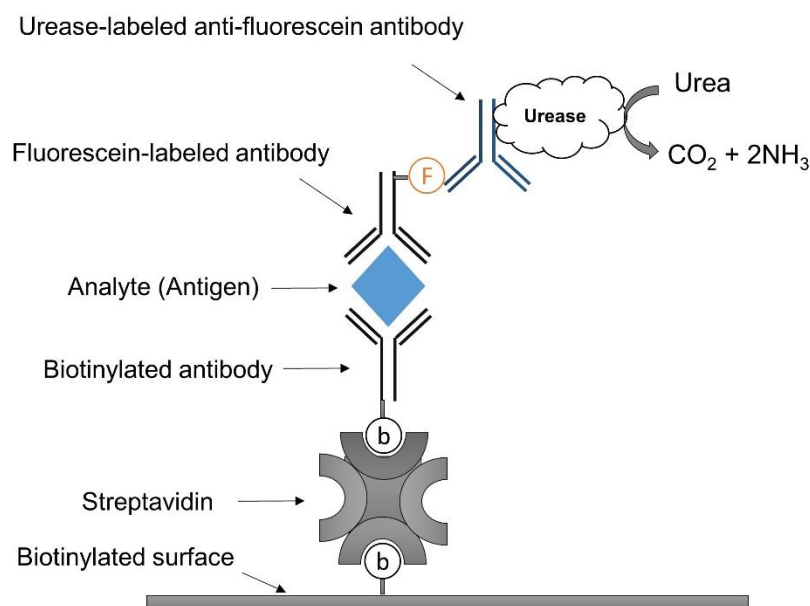 Urease-labeled anti-fluorescein antibody
Urease
Urea
CO₂ + 2NH₃
Fluorescein-labeled antibody
F
Analyte (Antigen)
Biotinylated antibody
b
Streptavidin
Biotinylated surface
b